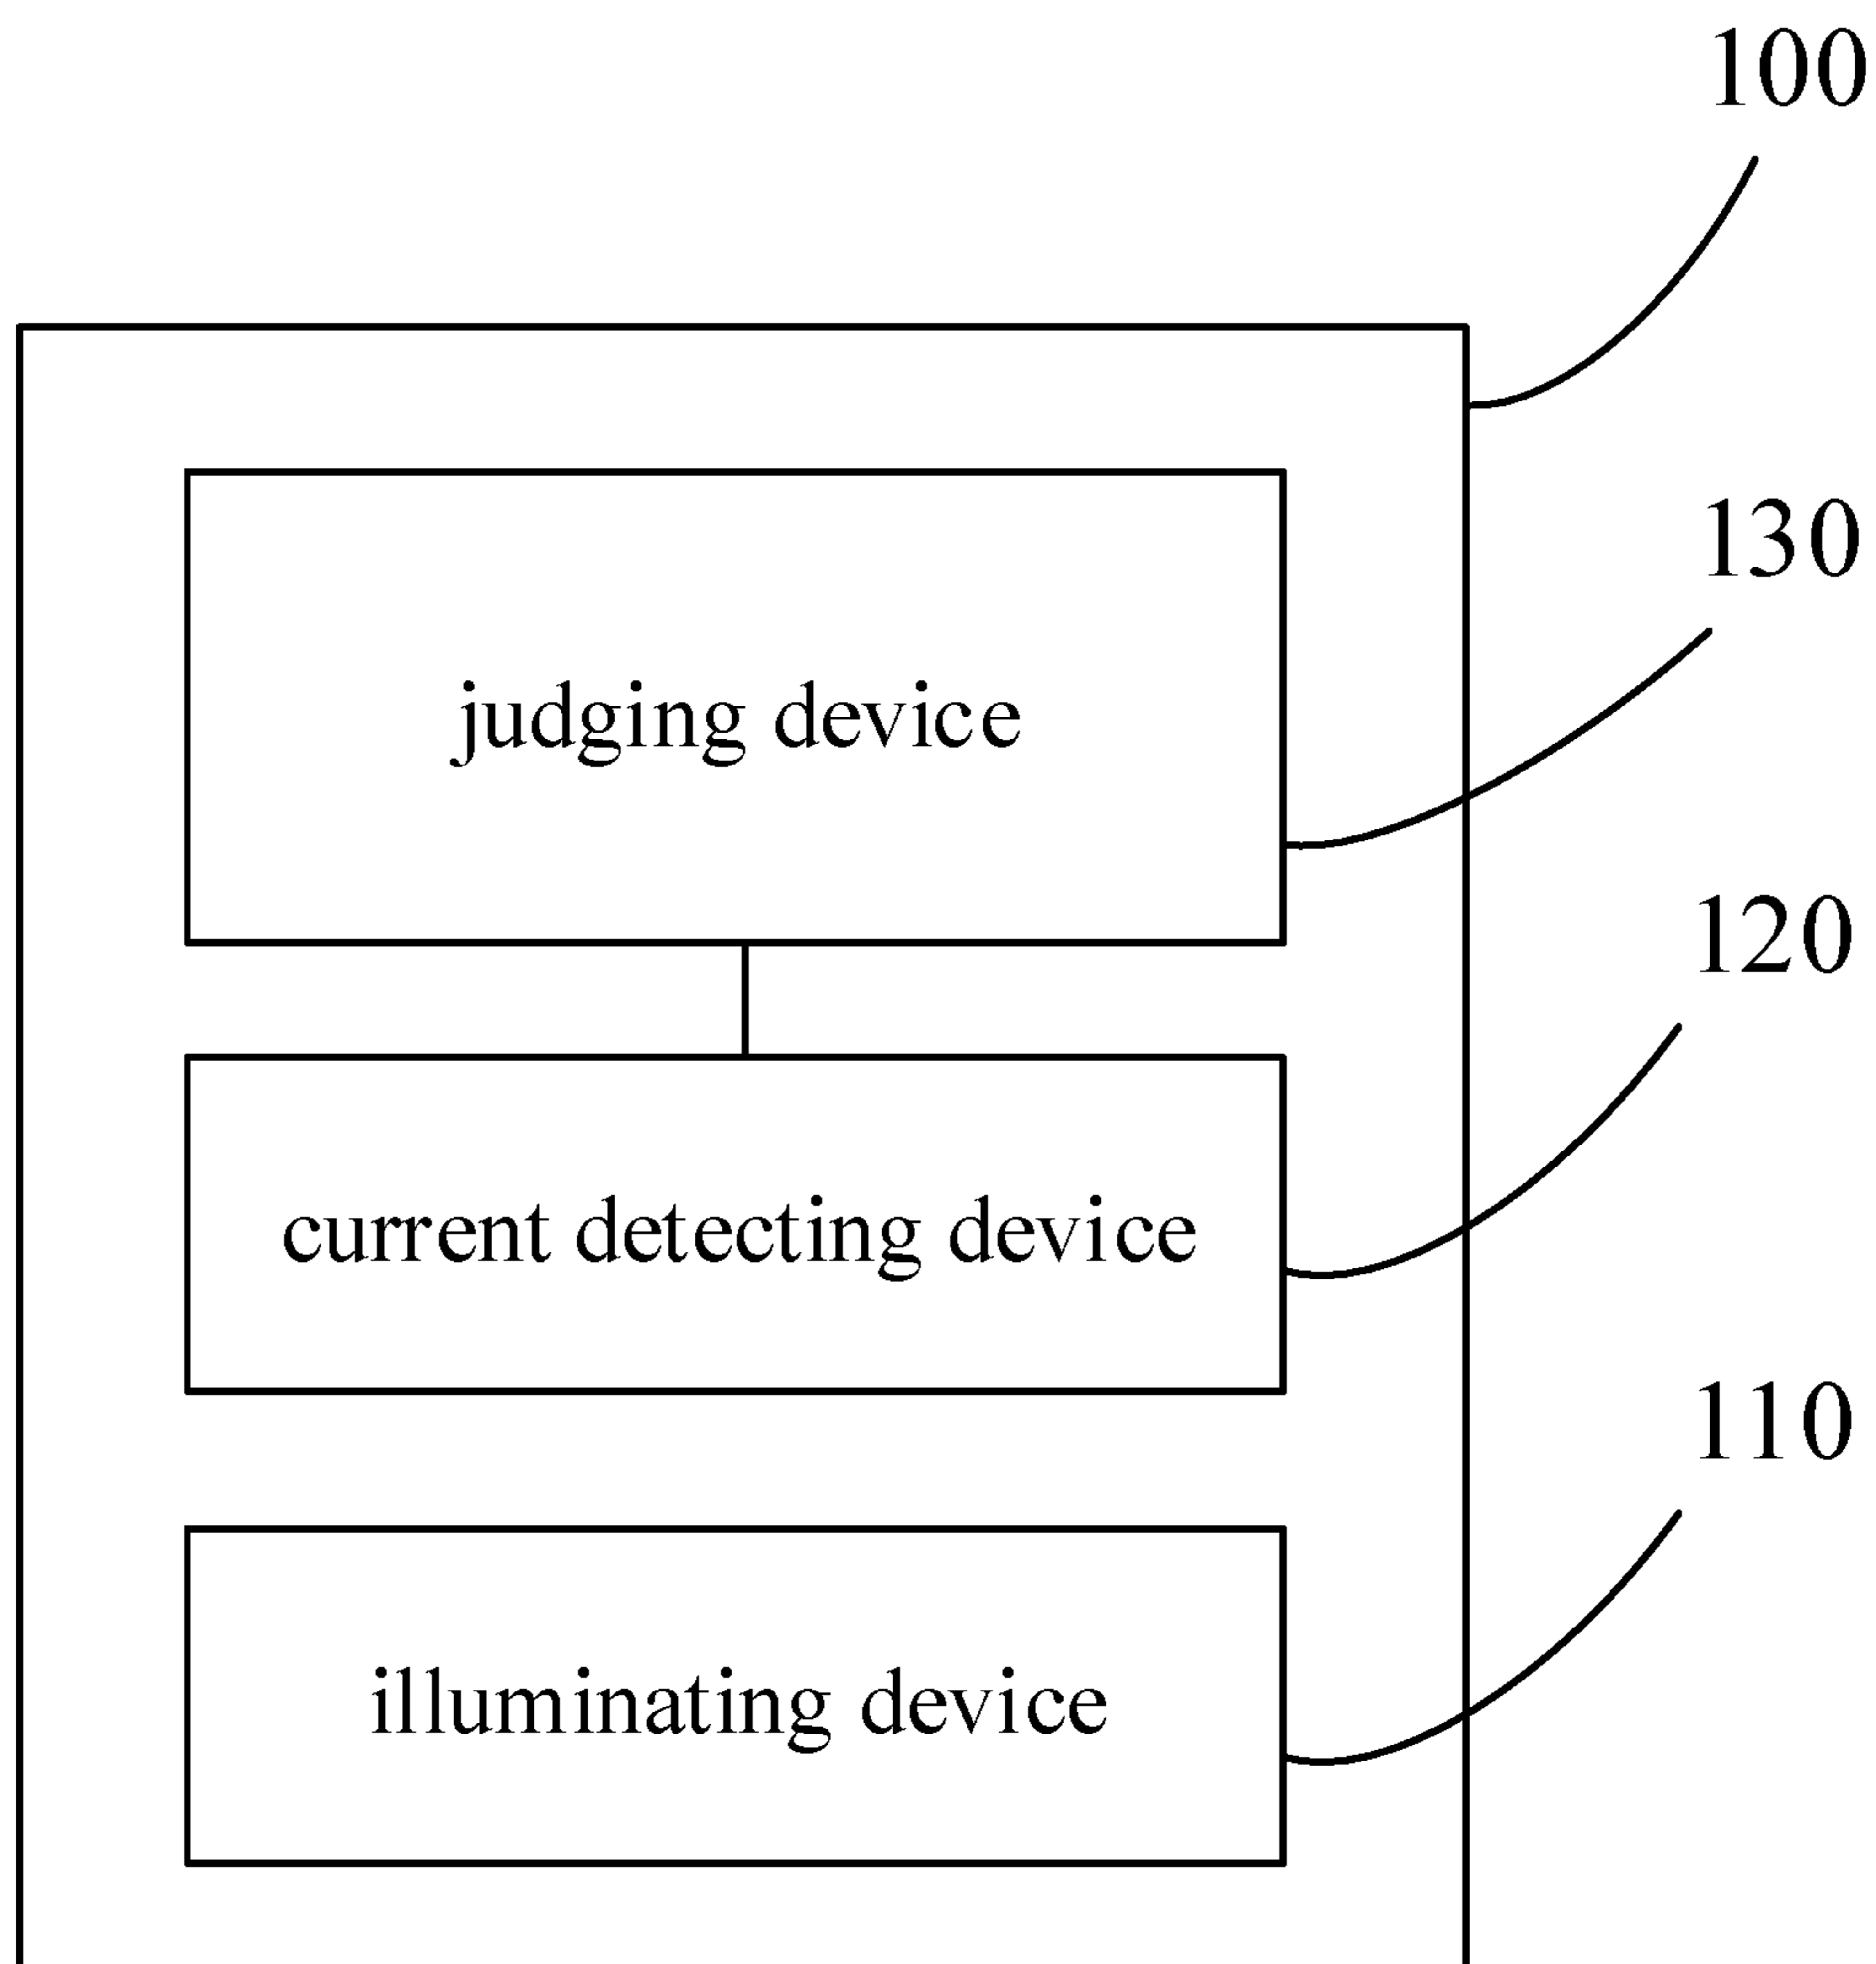 100
130
judging device
120
current detecting device
110
illuminating device